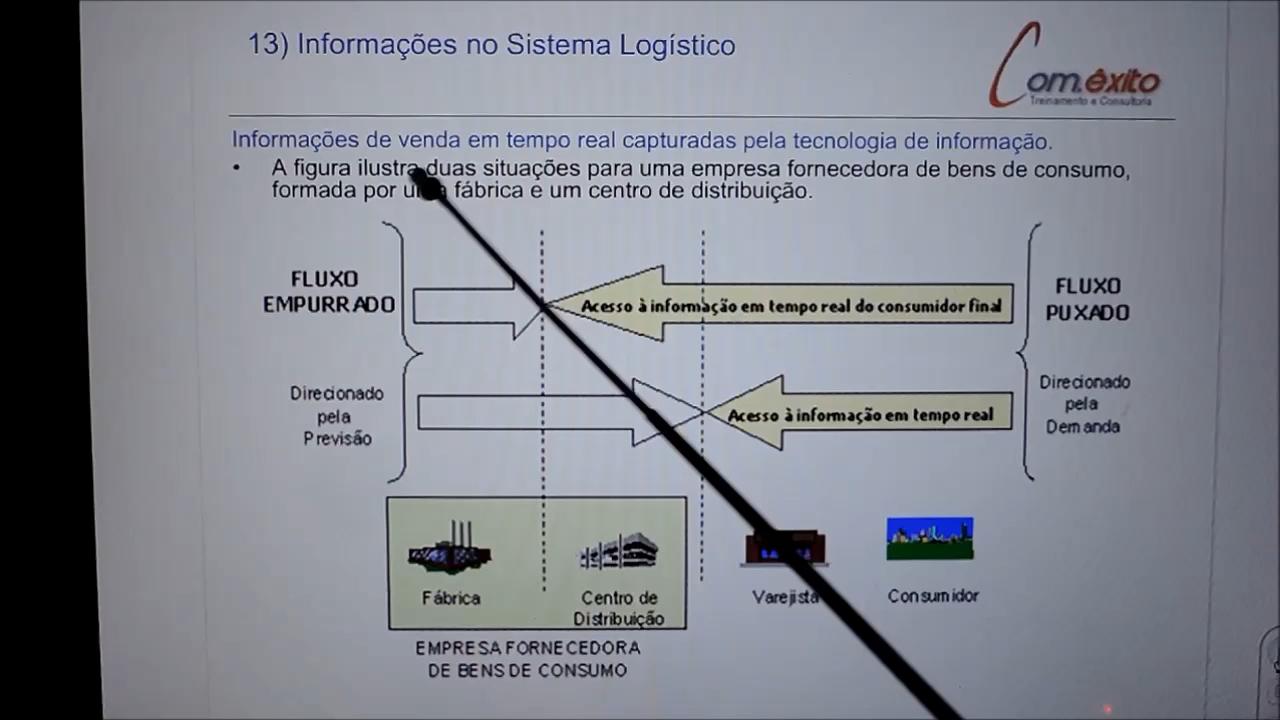 13) Informações no Sistema Logístico
Com.êxito
Treinamento e Consultoria
Informações de venda em tempo real capturadas pela tecnologia de informação.
• A figura ilustra duas situações para uma empresa fornecedora de bens de consumo,
formada por uma fábrica e um centro de distribuição.
FLUXO
EMPURRADO
Acesso à informação em tempo real do consumidor final
FLUXO
PUXADO
Direcionado
pela
Previsão
Acesso à informação em tempo real
Direcionado
pela
Demanda
Fábrica
Centro de
Distribuição
Varejista
Consumidor
EMPRESA FORNECEDORA
DE BENS DE CONSUMO